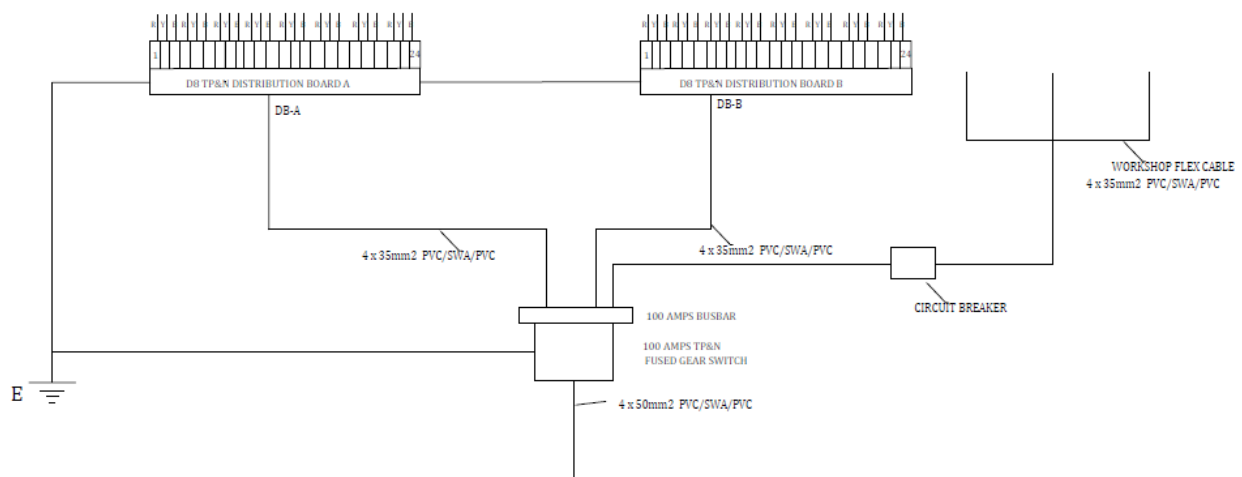 R Y B R Y B R Y B R Y B R Y B R Y B R Y B R Y B
R Y B R Y B R Y B R Y B R Y B R Y B R Y B R Y B
1 24
1 24
D8 TP&N DISTRIBUTION BOARD A
D8 TP&N DISTRIBUTION BOARD B
DB-A
DB-B
WORKSHOP FLEX CABLE
4 x 35mm2 PVC/SWA/PVC
4 x 35mm2 PVC/SWA/PVC
4 x 35mm2 PVC/SWA/PVC
CIRCUIT BREAKER
100 AMPS BUSBAR
100 AMPS TP&N
FUSED GEAR SWITCH
E
4 x 50mm2 PVC/SWA/PVC